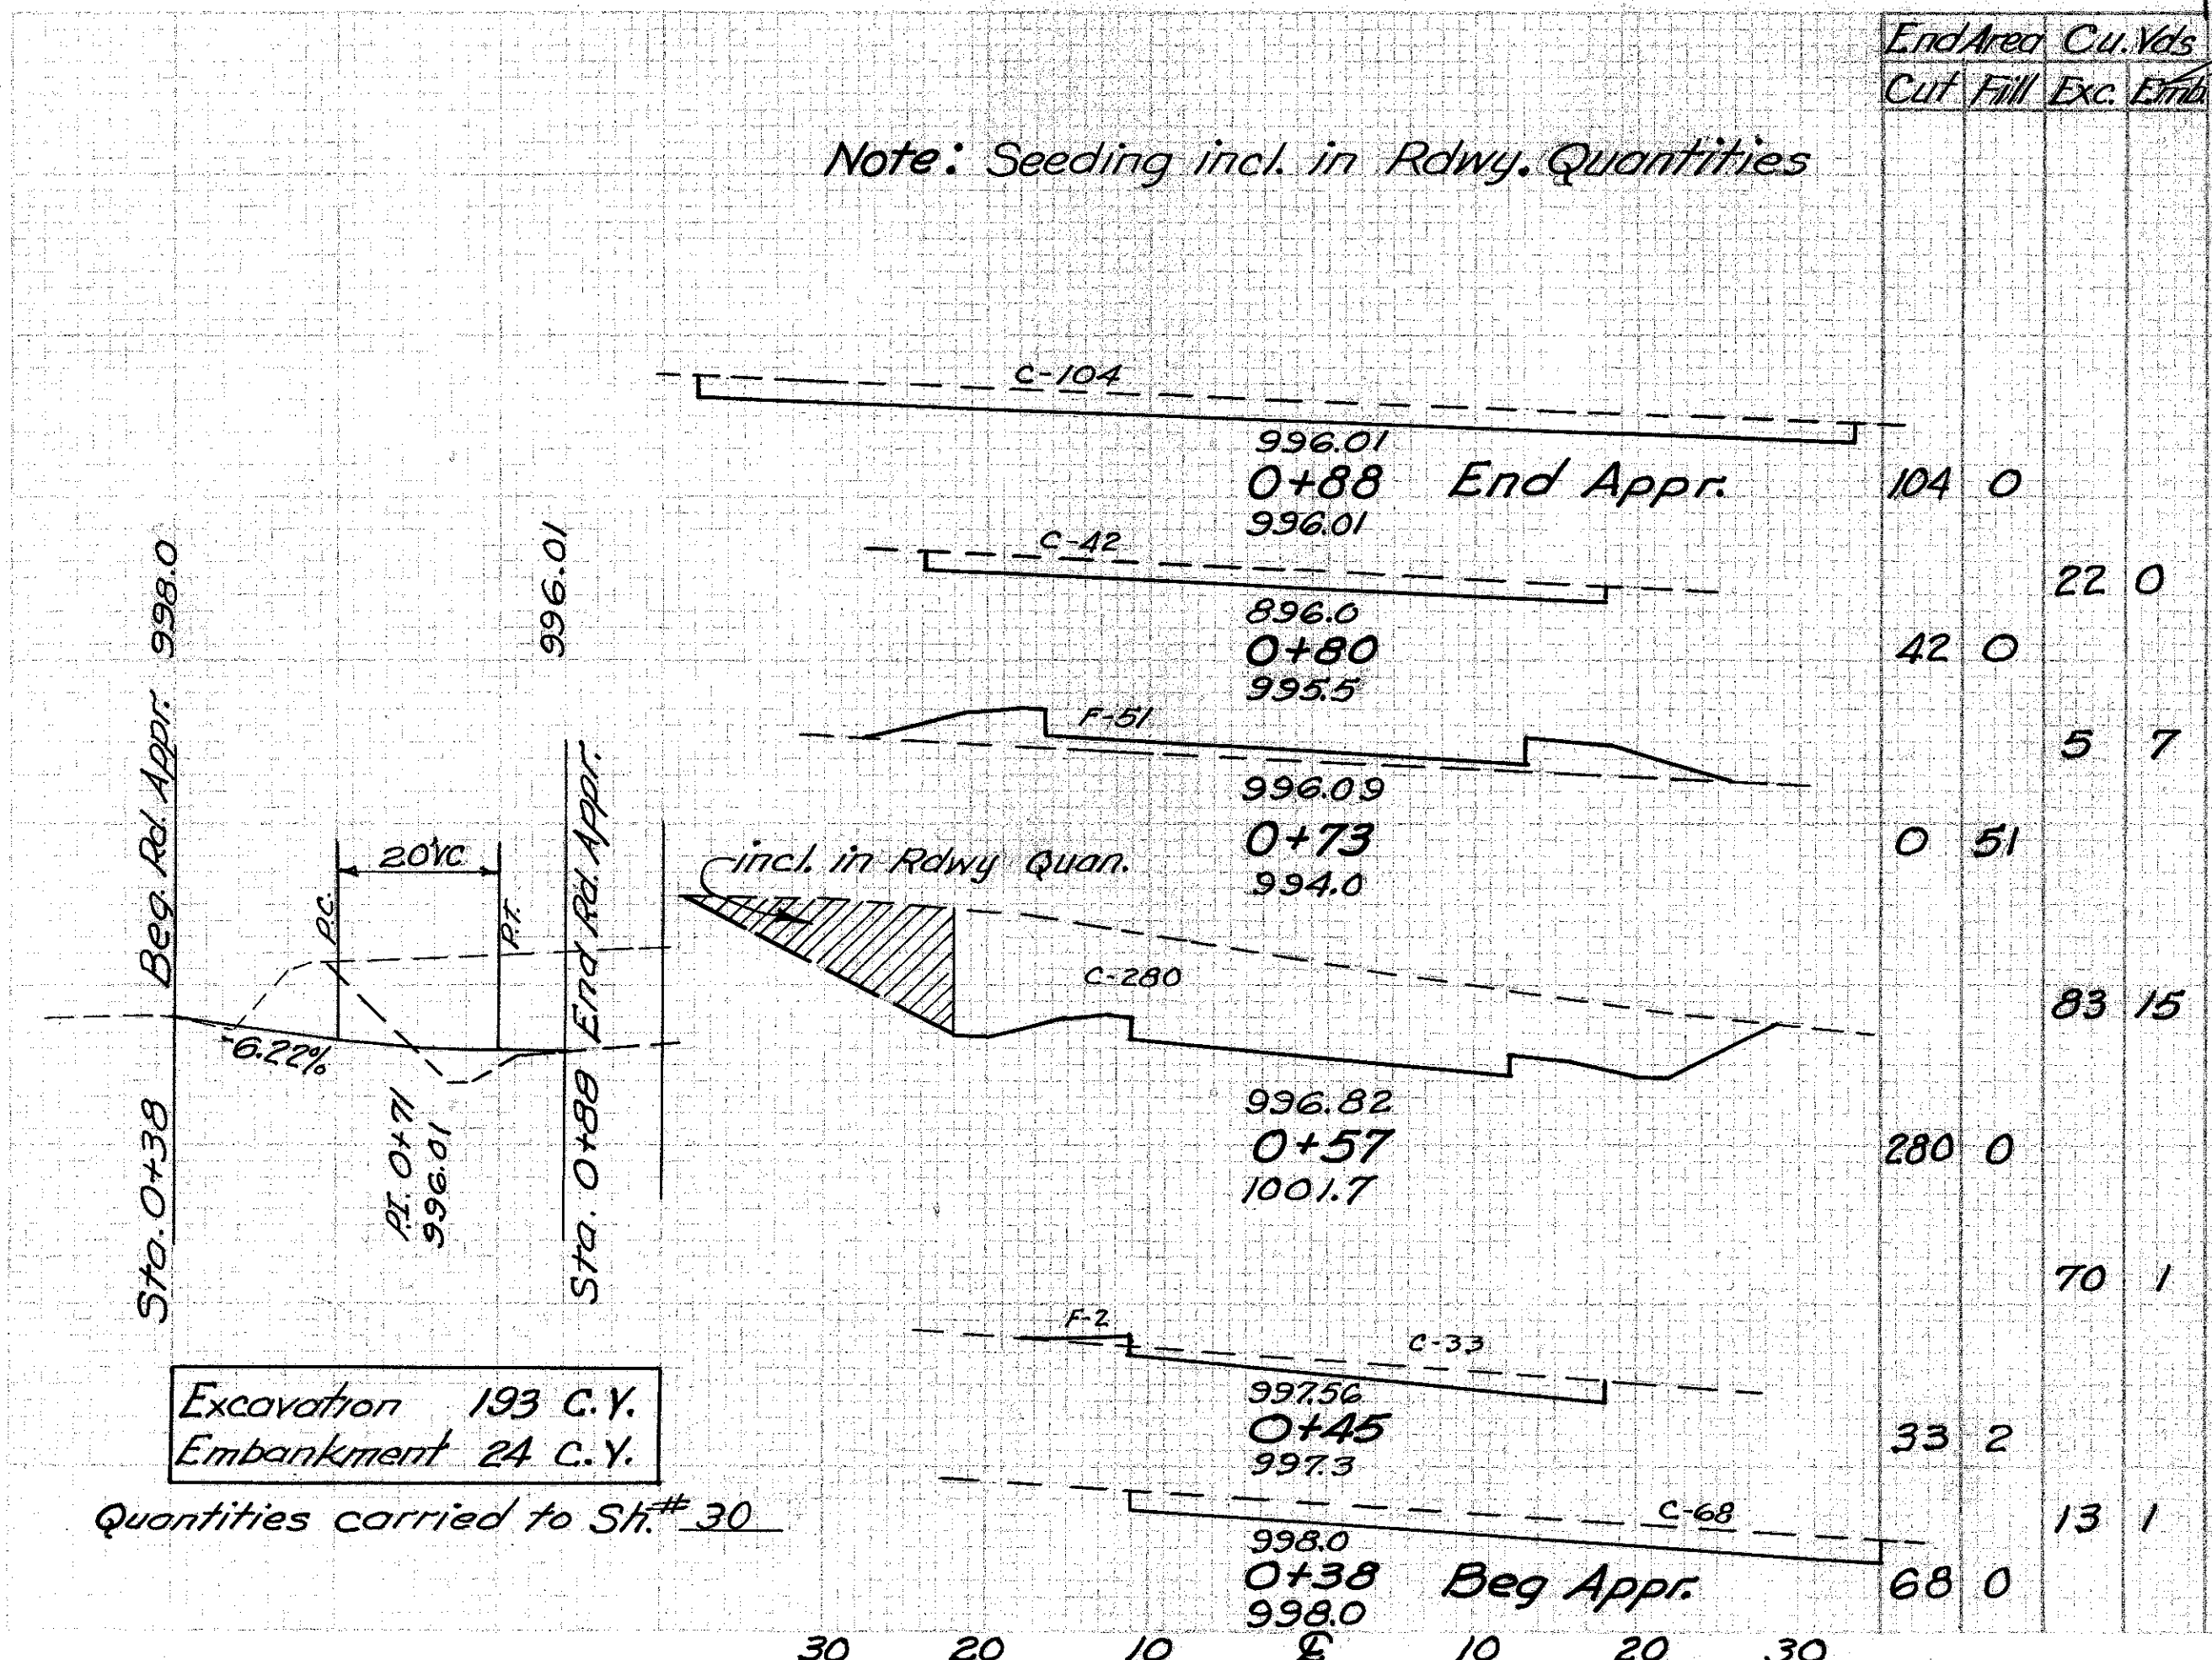 End Area Cu. Yds
Cut Fill Exc. Emb
Note: Seeding incl. in Rdwy. Quantities
C-104
996.01
0+88 End Appr.
996.01
104 0
22 0
C-42
896.0
0+80
995.5
42 0
5 7
F-51
996.09
0+73
994.0
0 51
incl. in Rdwy Quan.
C-280
83 15
996.82
0+57
1001.7
280 0
70 1
F-2
C-33
997.56
0+45
997.3
33 2
13 1
C-68
998.0
0+38 Beg Appr.
998.0
68 0
30 20 10 ℄ 10 20 30
Sta. 0+38 Beg. Rd. Appr. 998.0
996.01
Sta. 0+88 End Rd. Appr.
20'VC
P.C.
P.T.
-6.22%
P.I. 0+71
996.01
Excavation 193 C.Y.
Embankment 24 C.Y.
Quantities carried to Sh.# 30